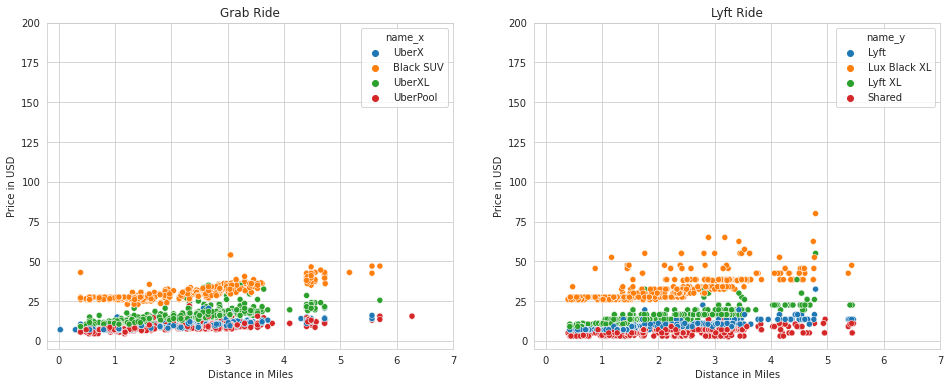 Grab Ride
Price in USD
200
175
150
125
100
75
50
25
0
name_x
UberX
Black SUV
UberXL
UberPool
0 1 2 3 4 5 6 7
Distance in Miles
Lyft Ride
Price in USD
200
175
150
125
100
75
50
25
0
name_y
Lyft
Lux Black XL
Lyft XL
Shared
0 1 2 3 4 5 6 7
Distance in Miles